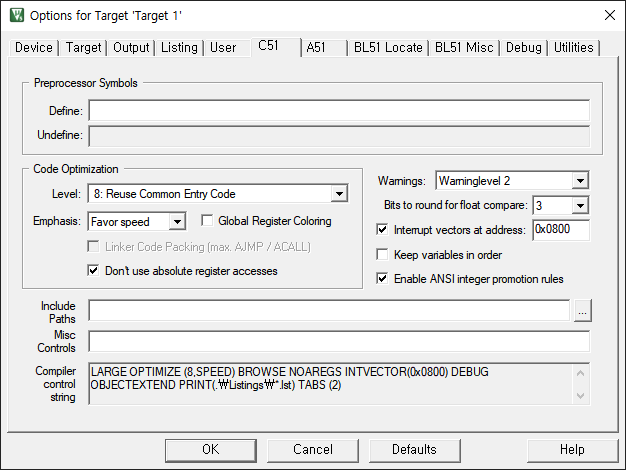 Options for Target 'Target 1'
Device Target Output Listing User C51 A51 BL51 Locate BL51 Misc Debug Utilities
Preprocessor Symbols
Define:
Undefine:
Code Optimization
Level: 8: Reuse Common Entry Code
Emphasis: Favor speed Global Register Coloring
Linker Code Packing (max. AJMP / ACALL)
Don't use absolute register accesses
Warnings: Warninglevel 2
Bits to round for float compare: 3
Interrupt vectors at address: 0x0800
Keep variables in order
Enable ANSI integer promotion rules
Include
Paths
...
Misc
Controls
Compiler
control
string
LARGE OPTIMIZE (8,SPEED) BROWSE NOAREGS INTVECTOR(0x0800) DEBUG
OBJECTEXTEND PRINT(.₩Listings₩*.lst) TABS (2)
OK Cancel Defaults Help